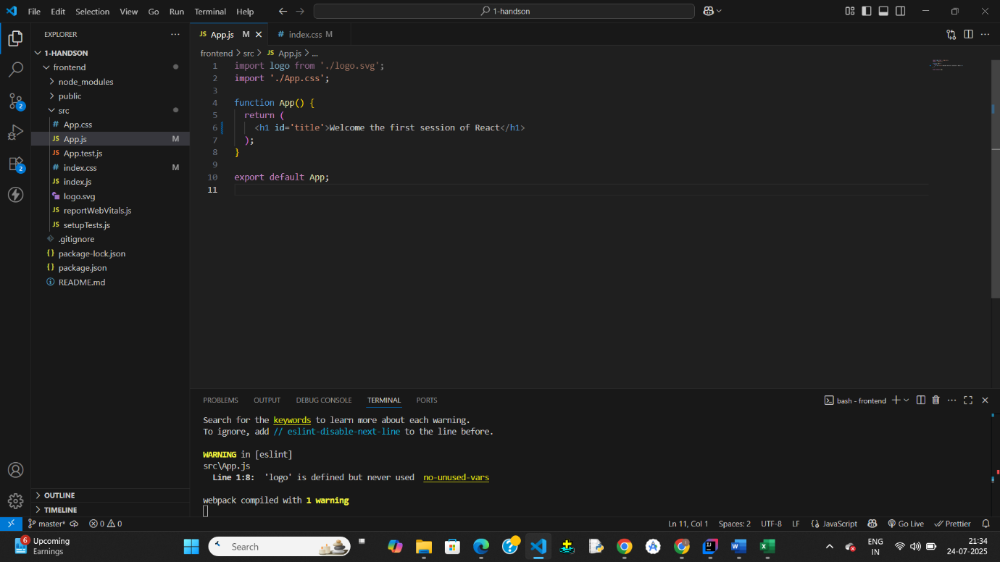 File Edit Selection View Go Run Terminal Help
1-handson
EXPLORER
1-HANDSON
frontend
node_modules
public
src
App.css
App.js M
App.test.js
index.css M
index.js
logo.svg
reportWebVitals.js
setupTests.js
.gitignore
package-lock.json
package.json
README.md
OUTLINE
TIMELINE
2
2
JS App.js M
# index.css M
frontend > src > JS App.js > ...
1 import logo from './logo.svg';
2 import './App.css';
3
4 function App() {
5 return (
6 <h1 id='title'>Welcome the first session of React</h1>
7 );
8 }
9
10 export default App;
11
PROBLEMS OUTPUT DEBUG CONSOLE TERMINAL PORTS
bash - frontend
Search for the keywords to learn more about each warning.
To ignore, add // eslint-disable-next-line to the line before.
WARNING in [eslint]
src\App.js
Line 1:8: 'logo' is defined but never used no-unused-vars
webpack compiled with 1 warning
master* 0 0 Ln 11, Col 1 Spaces: 2 UTF-8 LF {} JavaScript Go Live Prettier
6 Upcoming
Earnings
Search
ENG
IN
21:34
24-07-2025